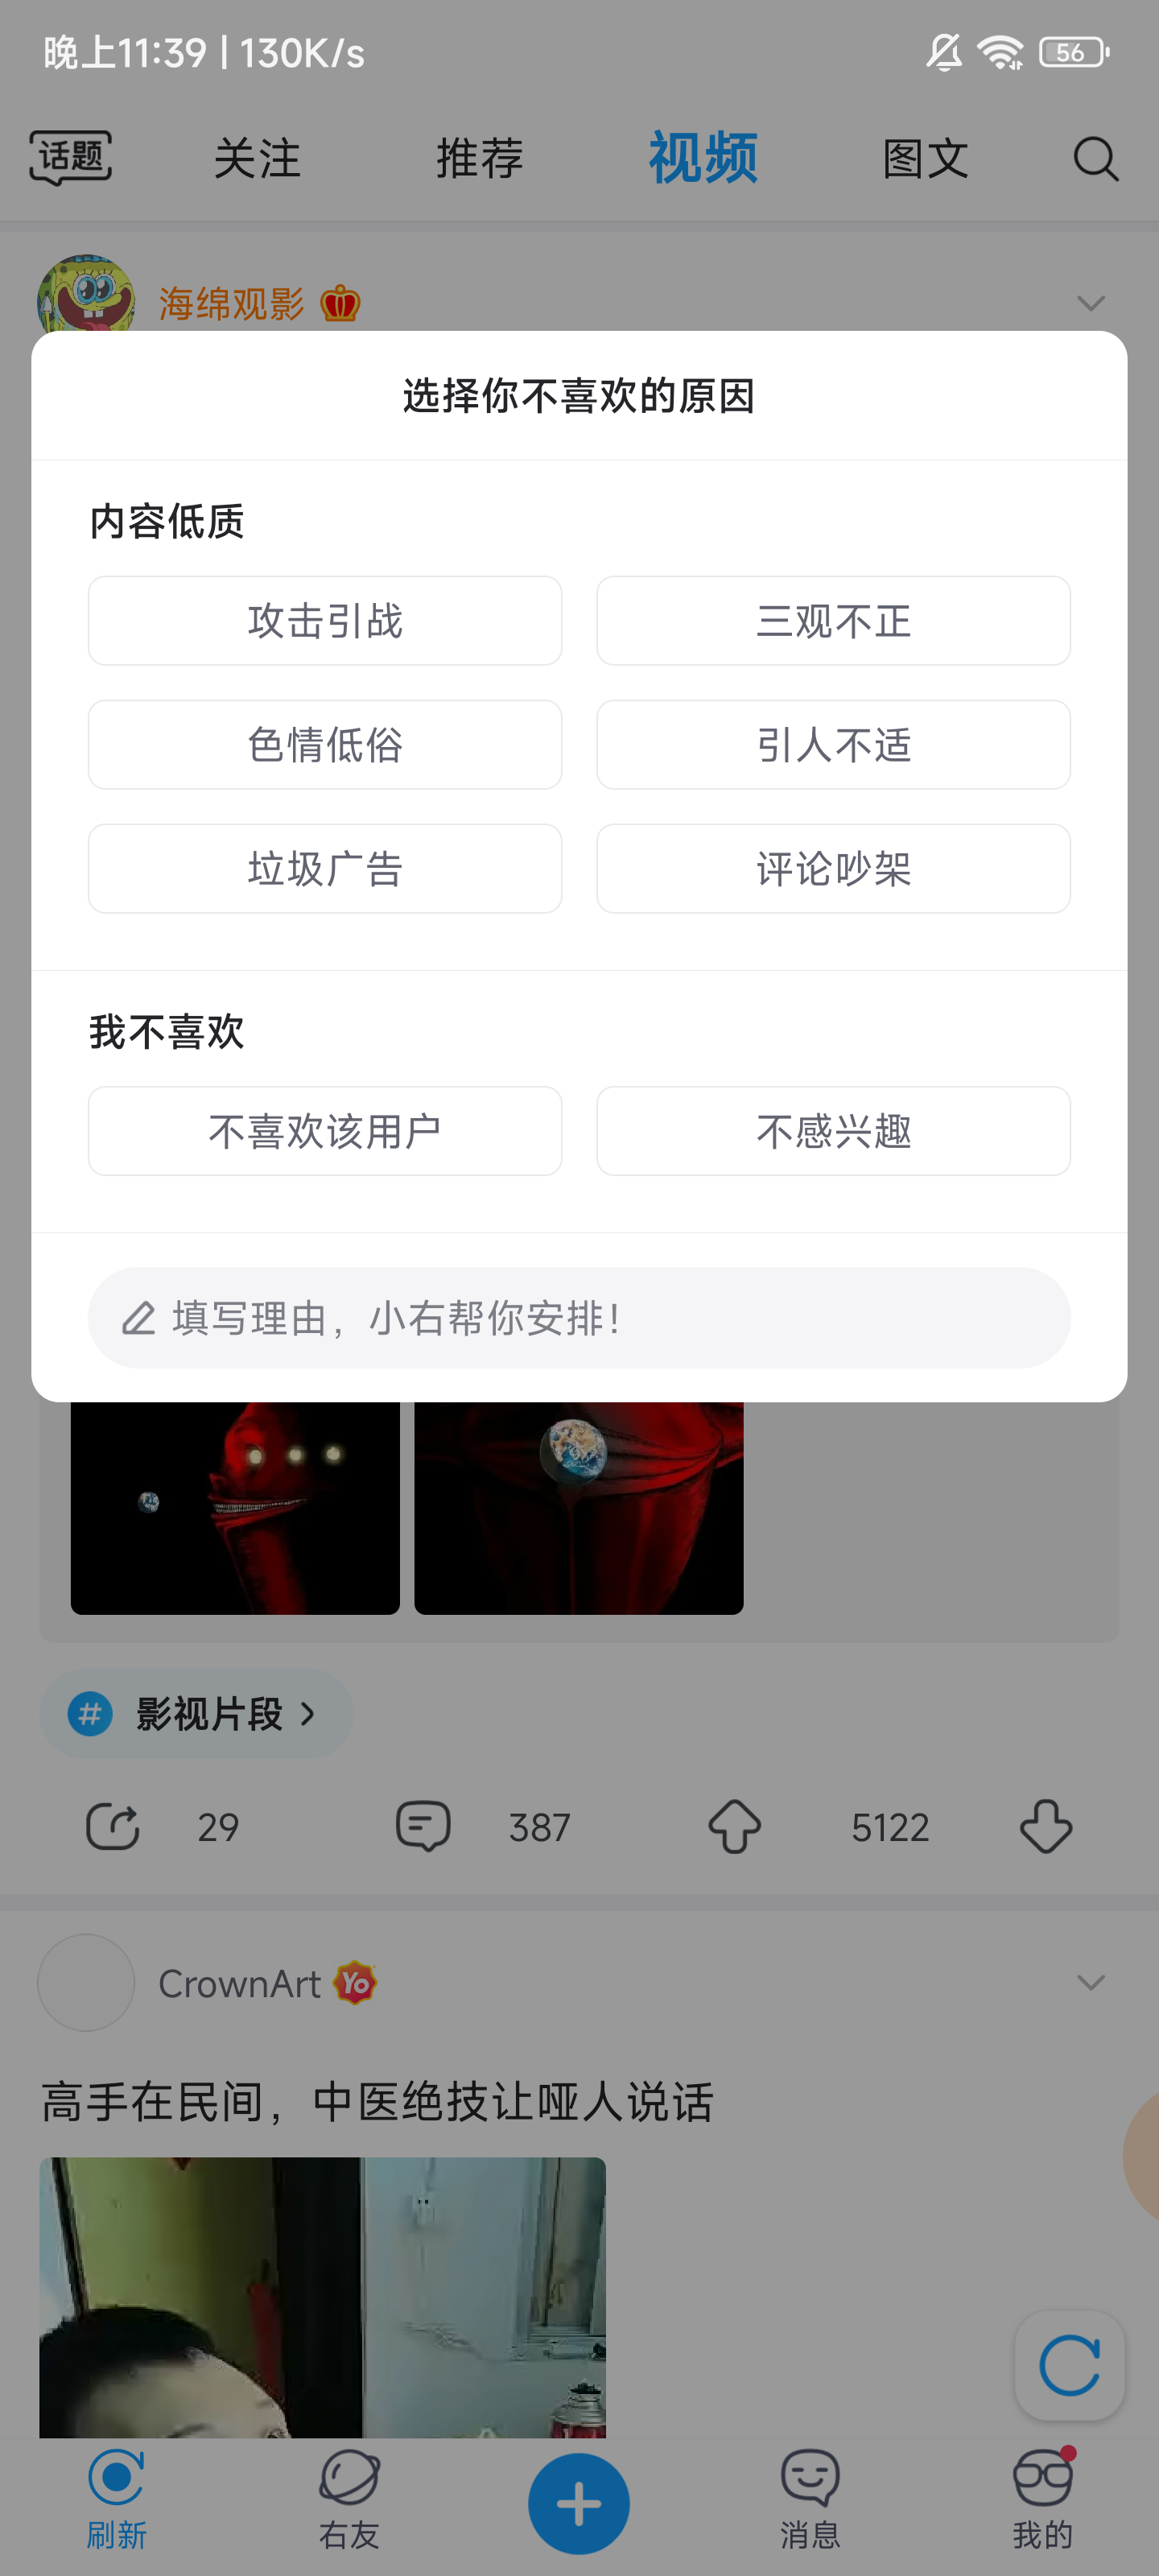 晚上11:39 | 130K/s
56
话题 关注 推荐 视频 图文
海绵观影
选择你不喜欢的原因
内容低质
攻击引战 三观不正
色情低俗 引人不适
垃圾广告 评论吵架
我不喜欢
不喜欢该用户 不感兴趣
填写理由，小右帮你安排！
# 影视片段
29 387 5122
CrownArt Yo
高手在民间，中医绝技让哑人说话
刷新 右友 消息 我的